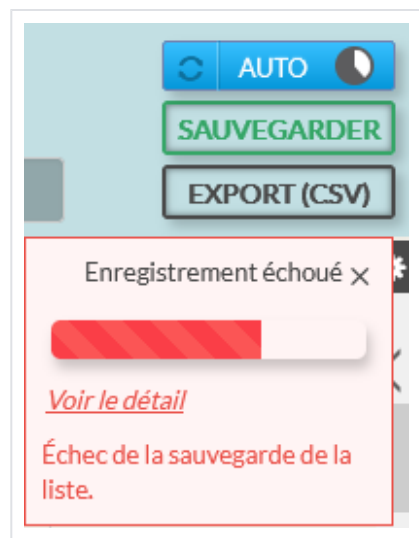 AUTO
SAUVEGARDER
EXPORT (CSV)
Enregistrement échoué ×
Voir le détail
Échec de la sauvegarde de la
liste.